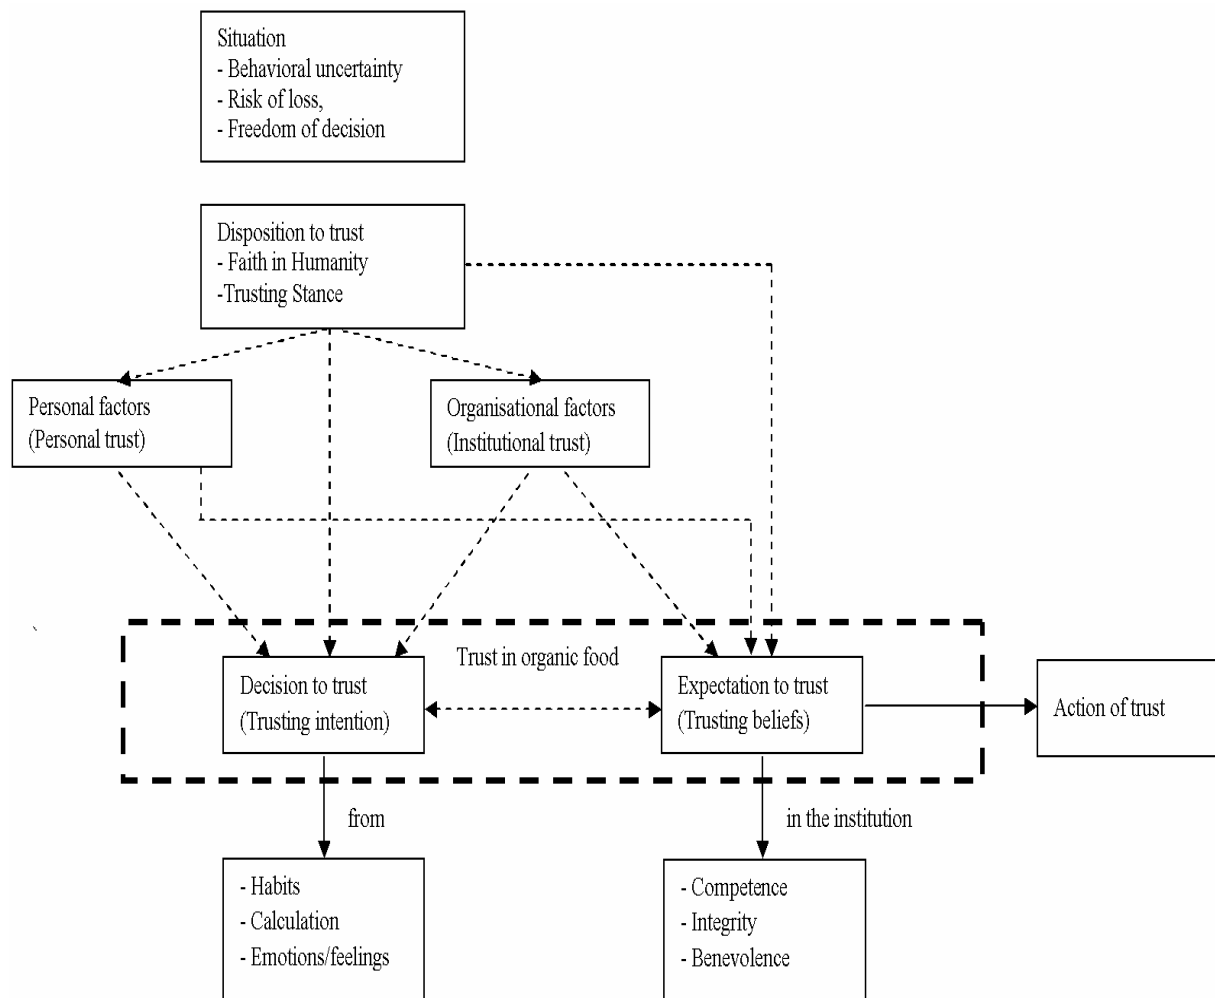 Situation
- Behavioral uncertainty
- Risk of loss,
- Freedom of decision
Disposition to trust
- Faith in Humanity
-Trusting Stance
Personal factors
(Personal trust)
Organisational factors
(Institutional trust)
Trust in organic food
Decision to trust
(Trusting intention)
Expectation to trust
(Trusting beliefs)
Action of trust
from
in the institution
- Habits
- Calculation
- Emotions/feelings
- Competence
- Integrity
- Benevolence